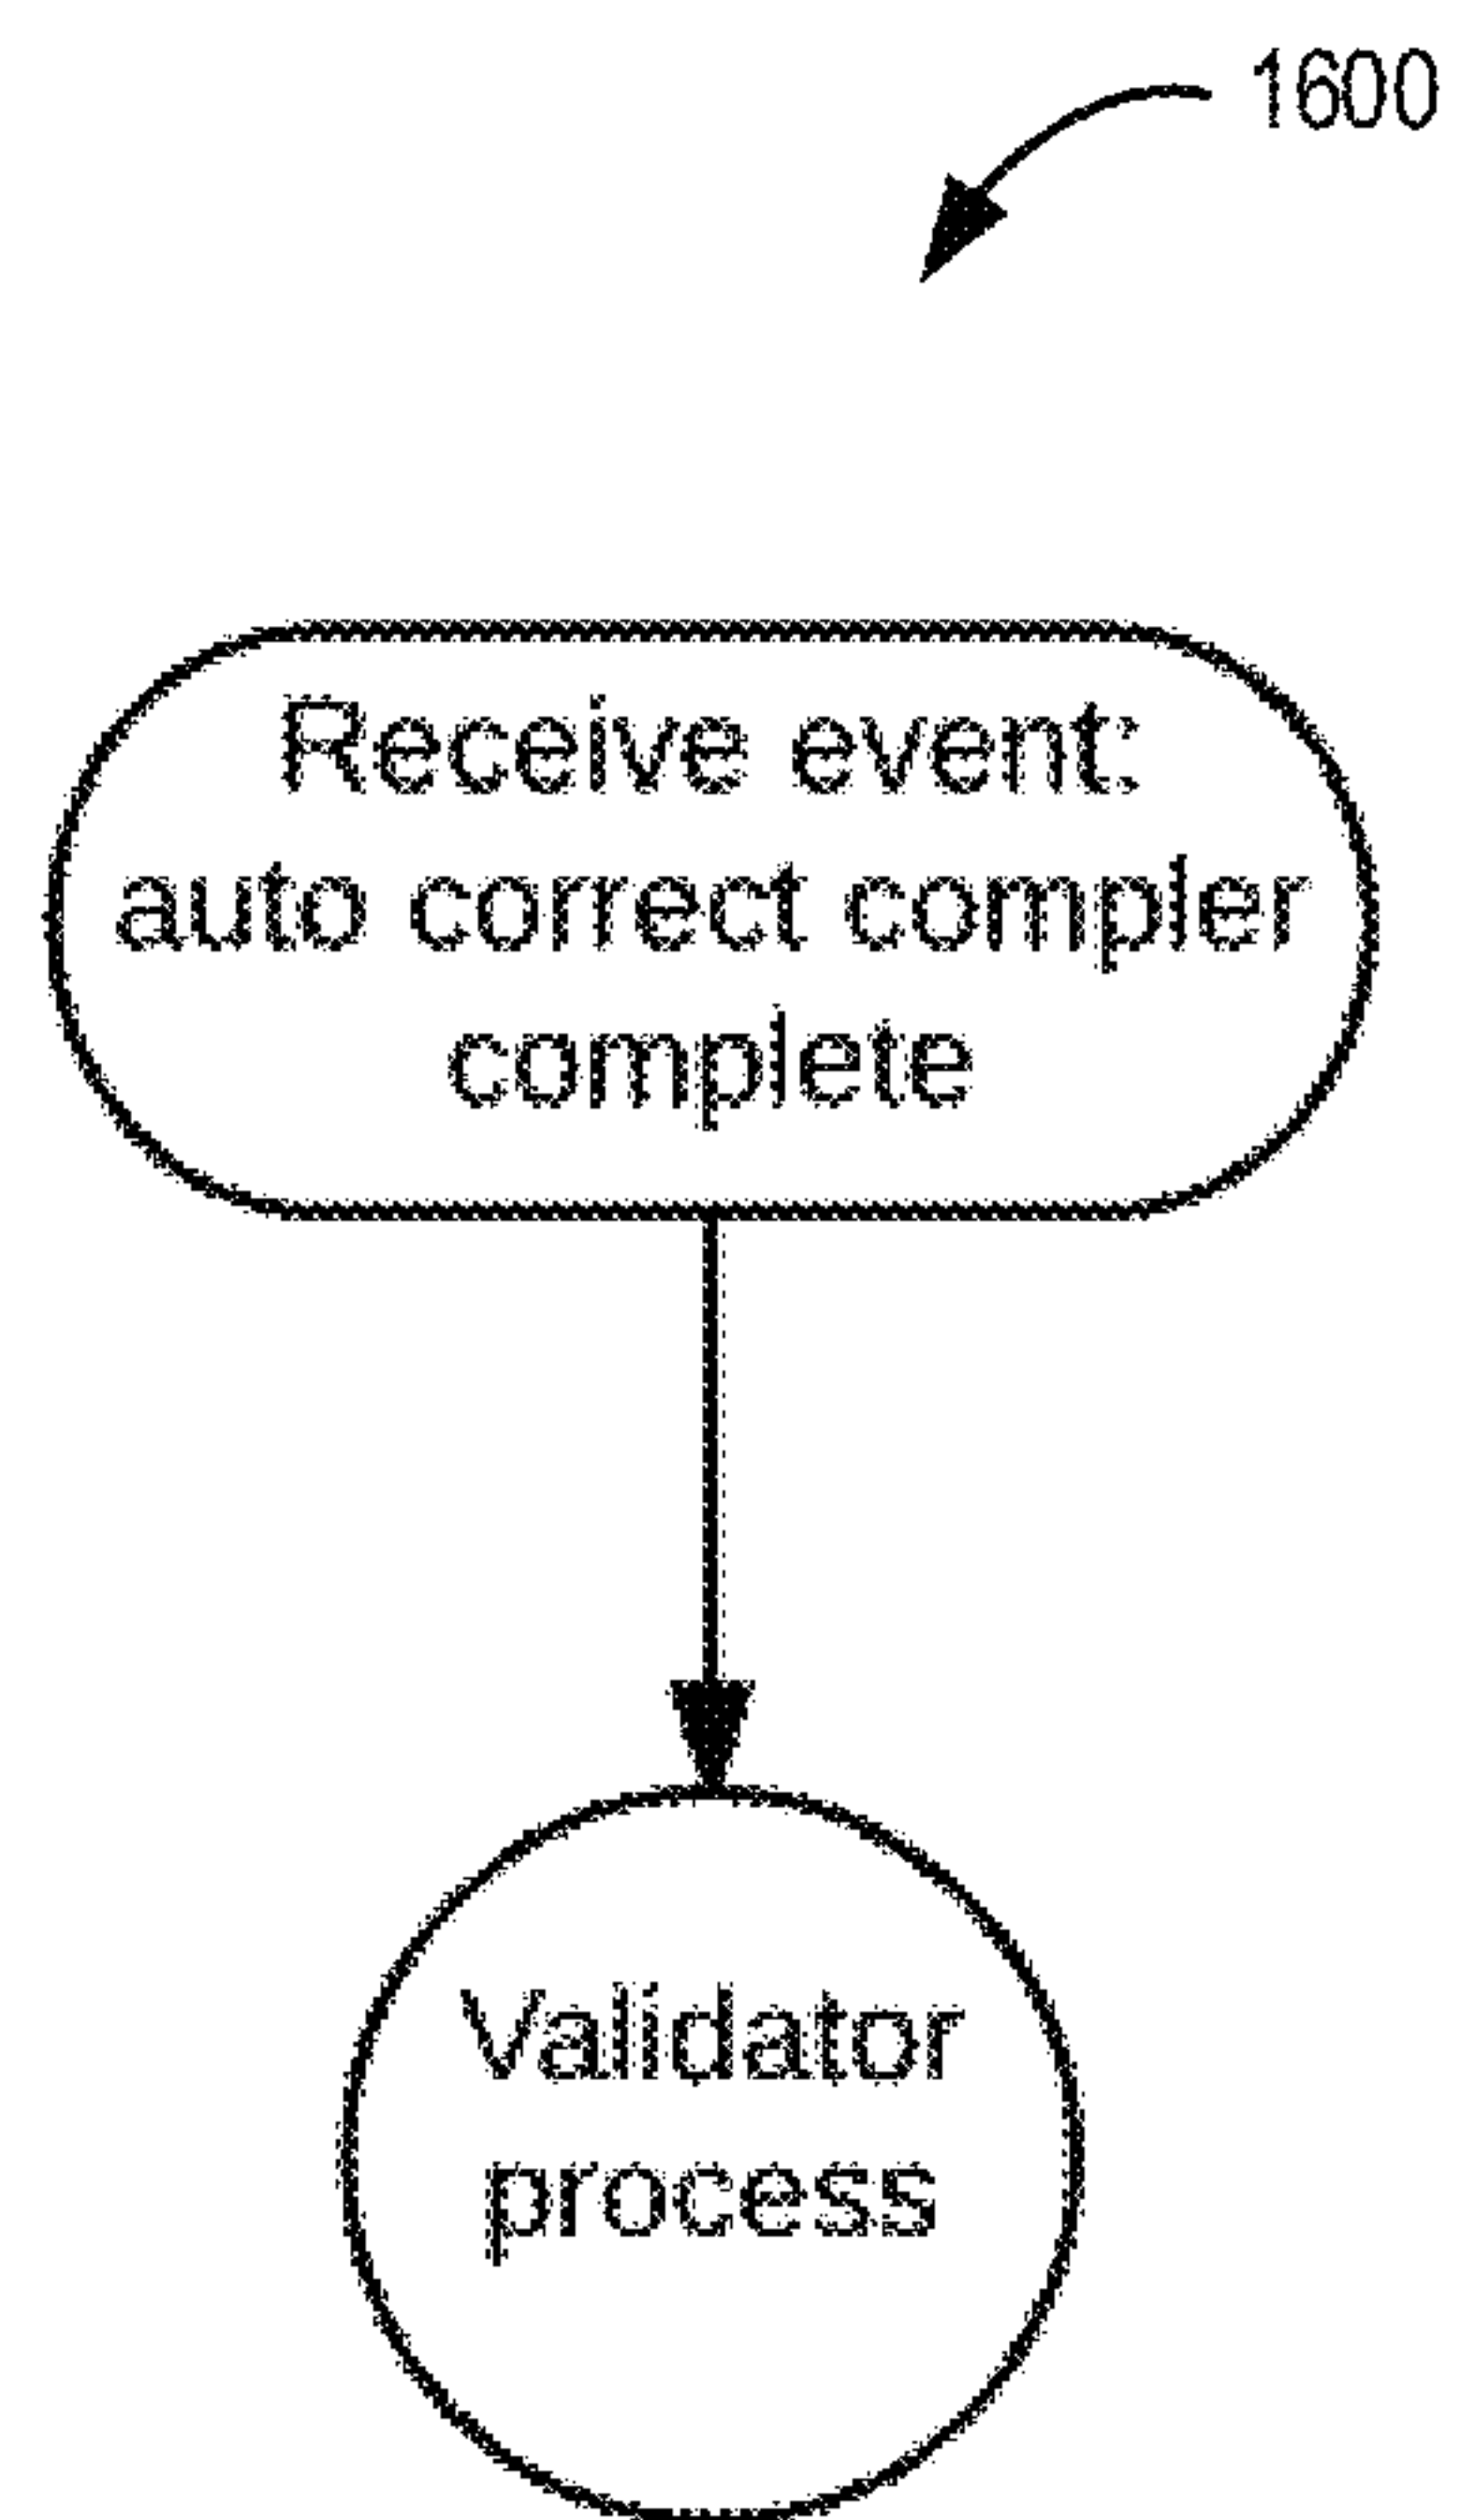 1600
Receive event:
auto correct compler
complete
Validator
process